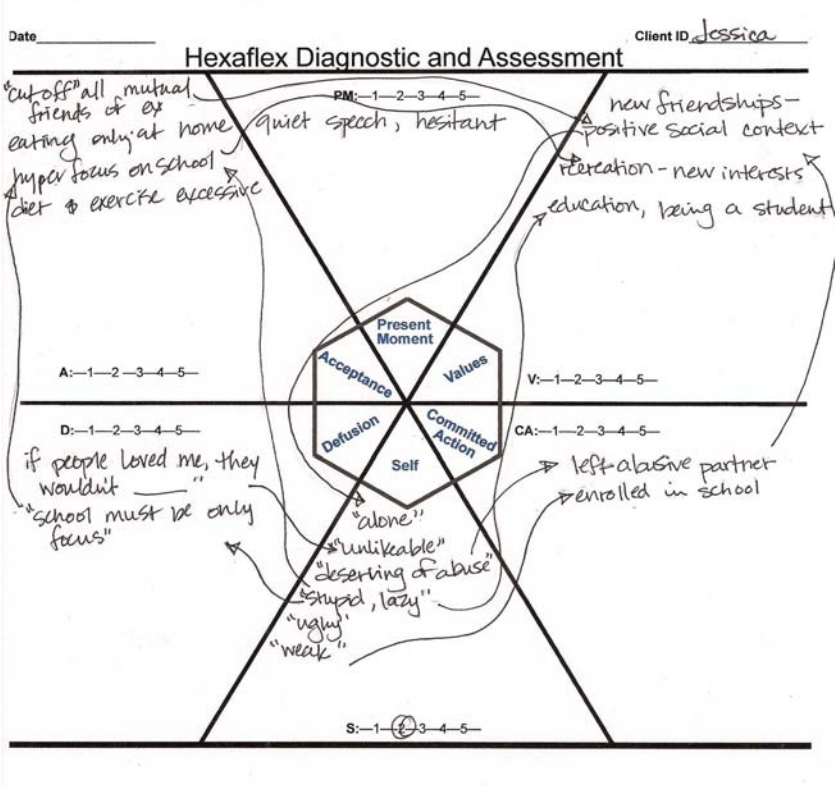 Date
Client ID Jessica
Hexaflex Diagnostic and Assessment
"cut off" all mutual
friends of ex
eating only at home
hyper focus on school
diet & exercise excessive
PM:—1—2—3—4—5—
quiet speech, hesitant
new friendships-
positive social context
recreation - new interests
education, being a student
Present
Moment
Acceptance
Values
Defusion
Committed
Action
Self
A:—1—2—3—4—5—
V:—1—2—3—4—5—
D:—1—2—3—4—5—
CA:—1—2—3—4—5—
if people loved me, they
wouldn't ____"
"school must be only
focus"
left abusive partner
enrolled in school
"alone"
"unlikeable"
"deserving of abuse"
"stupid, lazy"
"ugly"
"weak"
S:—1—2—3—4—5—